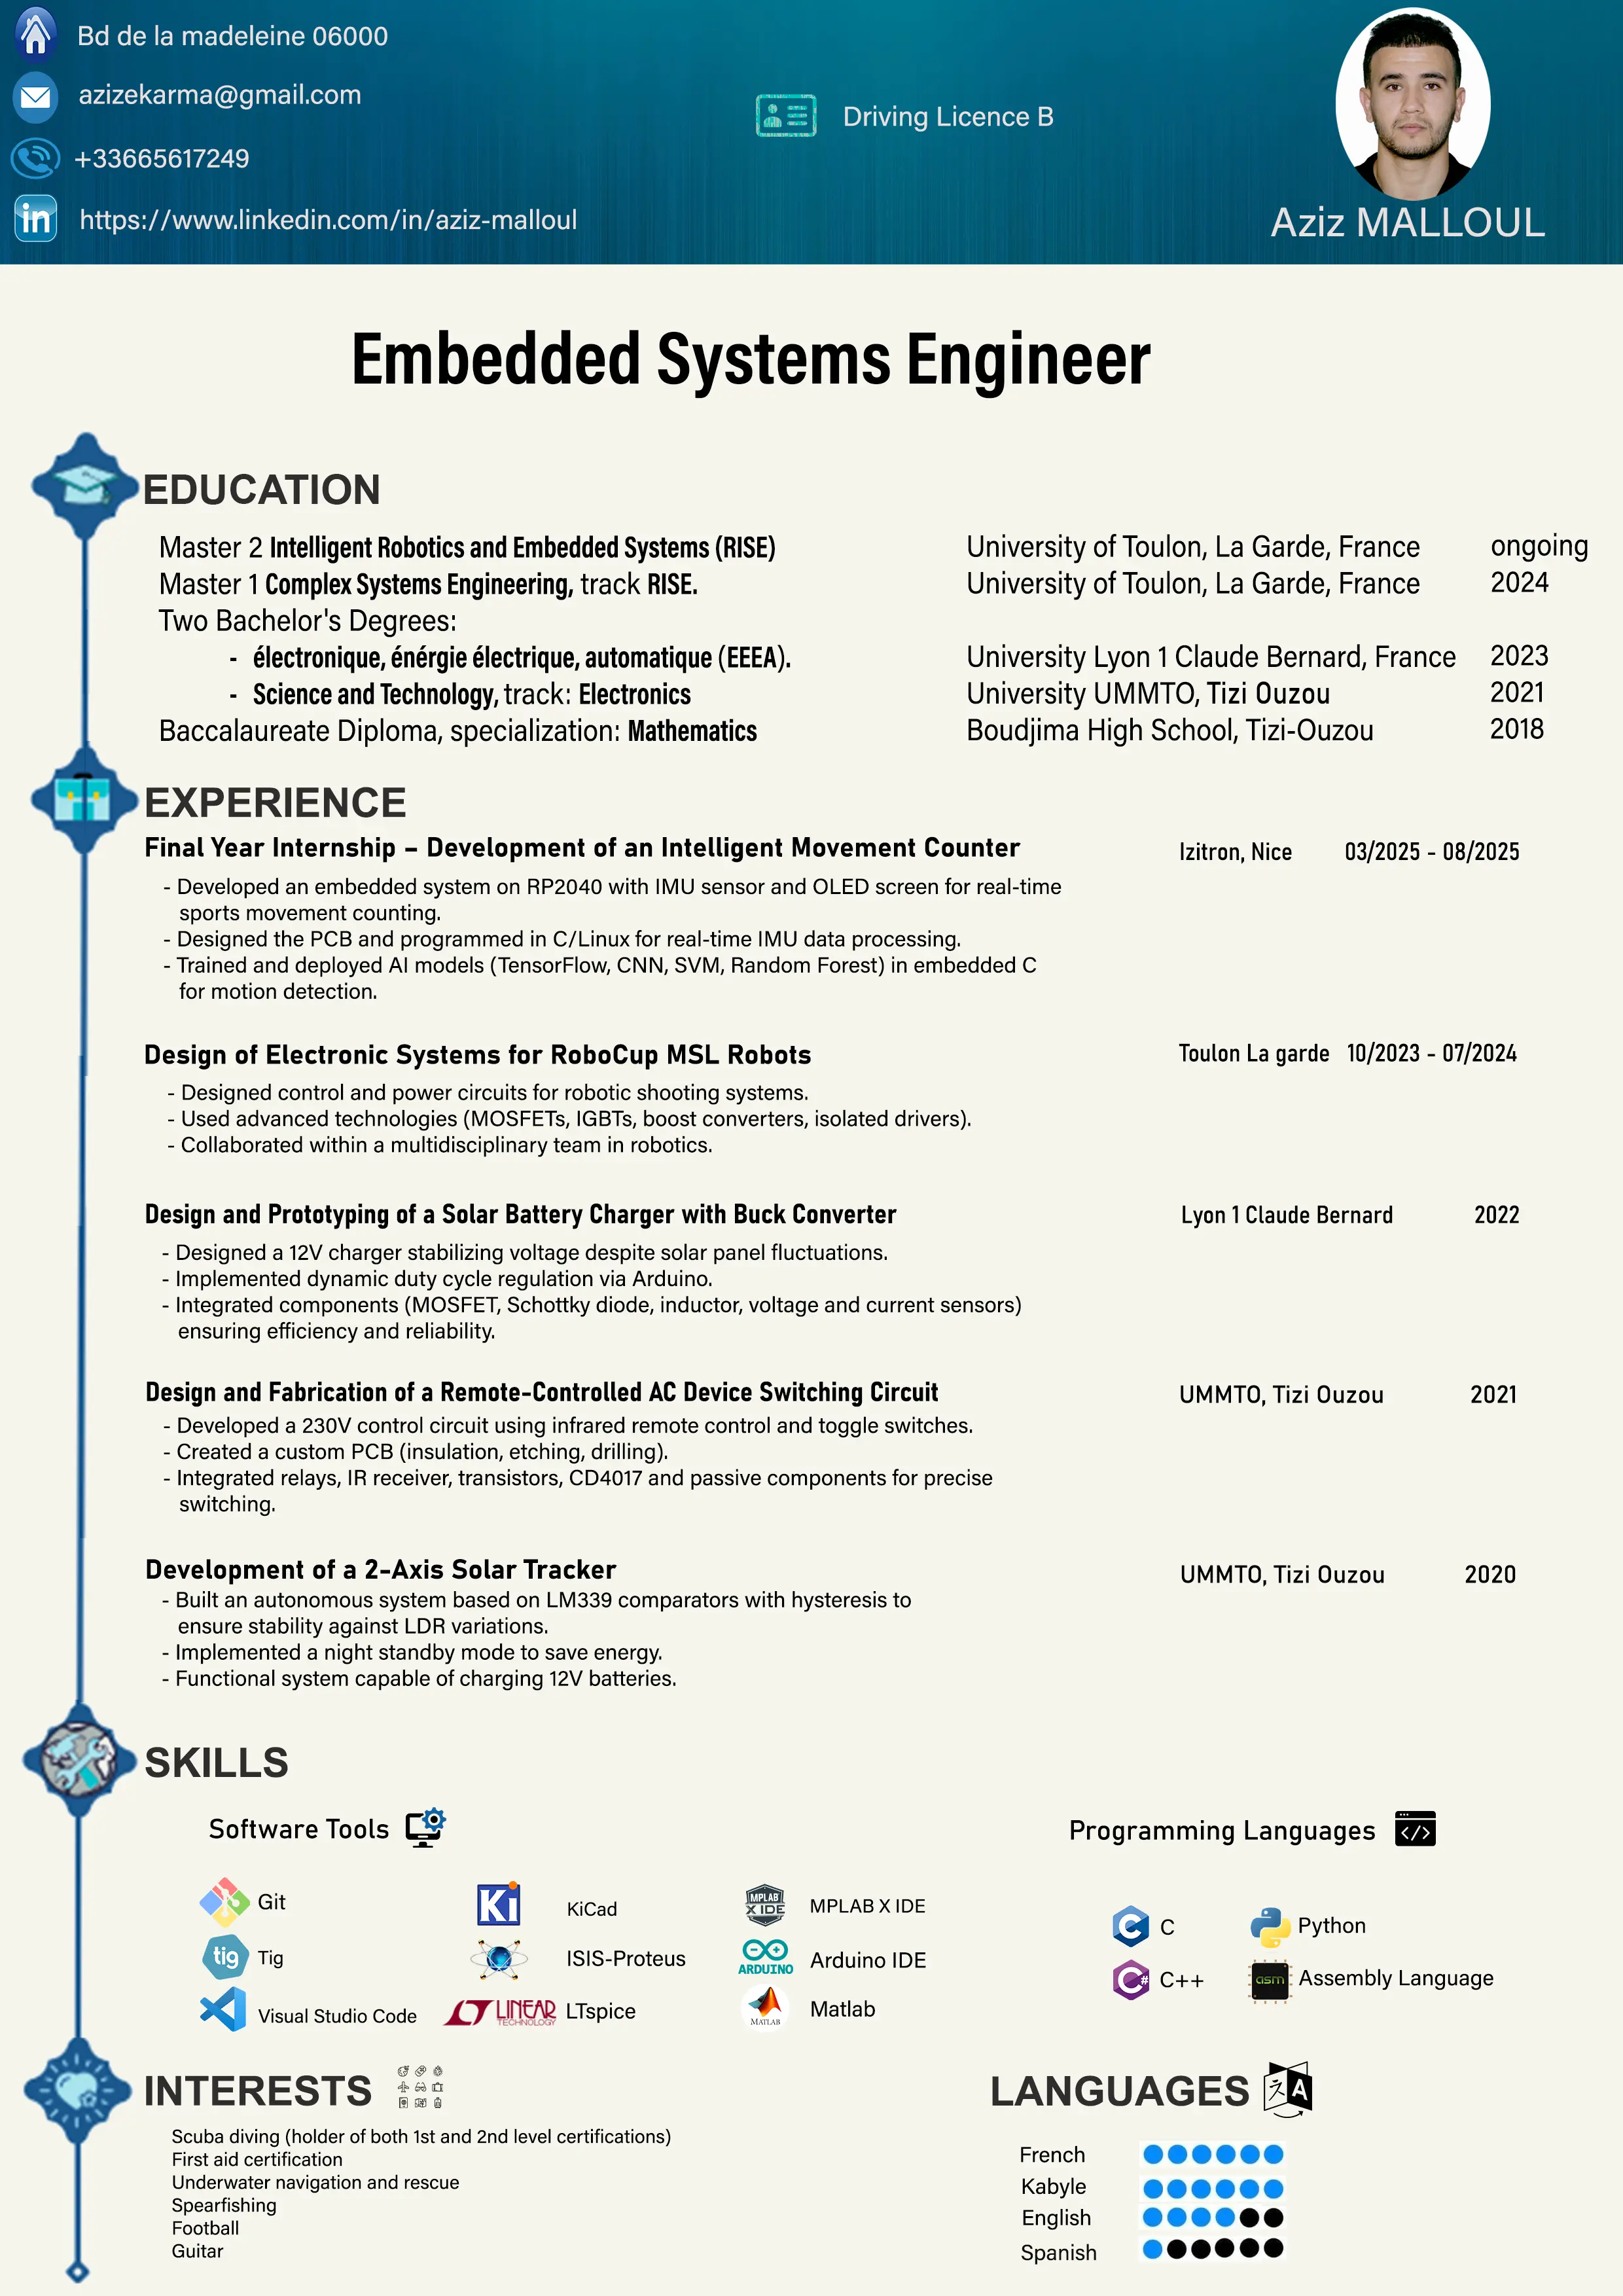 Bd de la madeleine 06000
azizekarma@gmail.com
+33665617249
in https://www.linkedin.com/in/aziz-malloul
Driving Licence B
Aziz MALLOUL
Embedded Systems Engineer
EDUCATION
Master 2 Intelligent Robotics and Embedded Systems (RISE) University of Toulon, La Garde, France ongoing
Master 1 Complex Systems Engineering, track RISE. University of Toulon, La Garde, France 2024
Two Bachelor's Degrees:
- électronique, énérgie électrique, automatique (EEEA). University Lyon 1 Claude Bernard, France 2023
- Science and Technology, track: Electronics University UMMTO, Tizi Ouzou 2021
Baccalaureate Diploma, specialization: Mathematics Boudjima High School, Tizi-Ouzou 2018
EXPERIENCE
Final Year Internship – Development of an Intelligent Movement Counter Izitron, Nice 03/2025 - 08/2025
- Developed an embedded system on RP2040 with IMU sensor and OLED screen for real-time
sports movement counting.
- Designed the PCB and programmed in C/Linux for real-time IMU data processing.
- Trained and deployed AI models (TensorFlow, CNN, SVM, Random Forest) in embedded C
for motion detection.
Design of Electronic Systems for RoboCup MSL Robots Toulon La garde 10/2023 - 07/2024
- Designed control and power circuits for robotic shooting systems.
- Used advanced technologies (MOSFETs, IGBTs, boost converters, isolated drivers).
- Collaborated within a multidisciplinary team in robotics.
Design and Prototyping of a Solar Battery Charger with Buck Converter Lyon 1 Claude Bernard 2022
- Designed a 12V charger stabilizing voltage despite solar panel fluctuations.
- Implemented dynamic duty cycle regulation via Arduino.
- Integrated components (MOSFET, Schottky diode, inductor, voltage and current sensors)
ensuring efficiency and reliability.
Design and Fabrication of a Remote-Controlled AC Device Switching Circuit UMMTO, Tizi Ouzou 2021
- Developed a 230V control circuit using infrared remote control and toggle switches.
- Created a custom PCB (insulation, etching, drilling).
- Integrated relays, IR receiver, transistors, CD4017 and passive components for precise
switching.
Development of a 2-Axis Solar Tracker UMMTO, Tizi Ouzou 2020
- Built an autonomous system based on LM339 comparators with hysteresis to
ensure stability against LDR variations.
- Implemented a night standby mode to save energy.
- Functional system capable of charging 12V batteries.
SKILLS
Software Tools
Git
Ki KiCad
MPLAB X IDE MPLAB X IDE
tig Tig
ISIS-Proteus
ARDUINO Arduino IDE
Visual Studio Code
LT LINEAR TECHNOLOGY LTspice
MATLAB Matlab
Programming Languages </>
C C
Python
C# C++
asm Assembly Language
INTERESTS
Scuba diving (holder of both 1st and 2nd level certifications)
First aid certification
Underwater navigation and rescue
Spearfishing
Football
Guitar
LANGUAGES A
French
Kabyle
English
Spanish